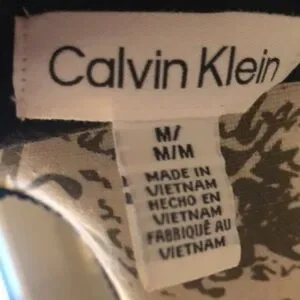 Calvin Klein
M/
M/M
MADE IN
VIETNAM
HECHO EN
VIETNAM
FABRIQUÉ AU
VIETNAM